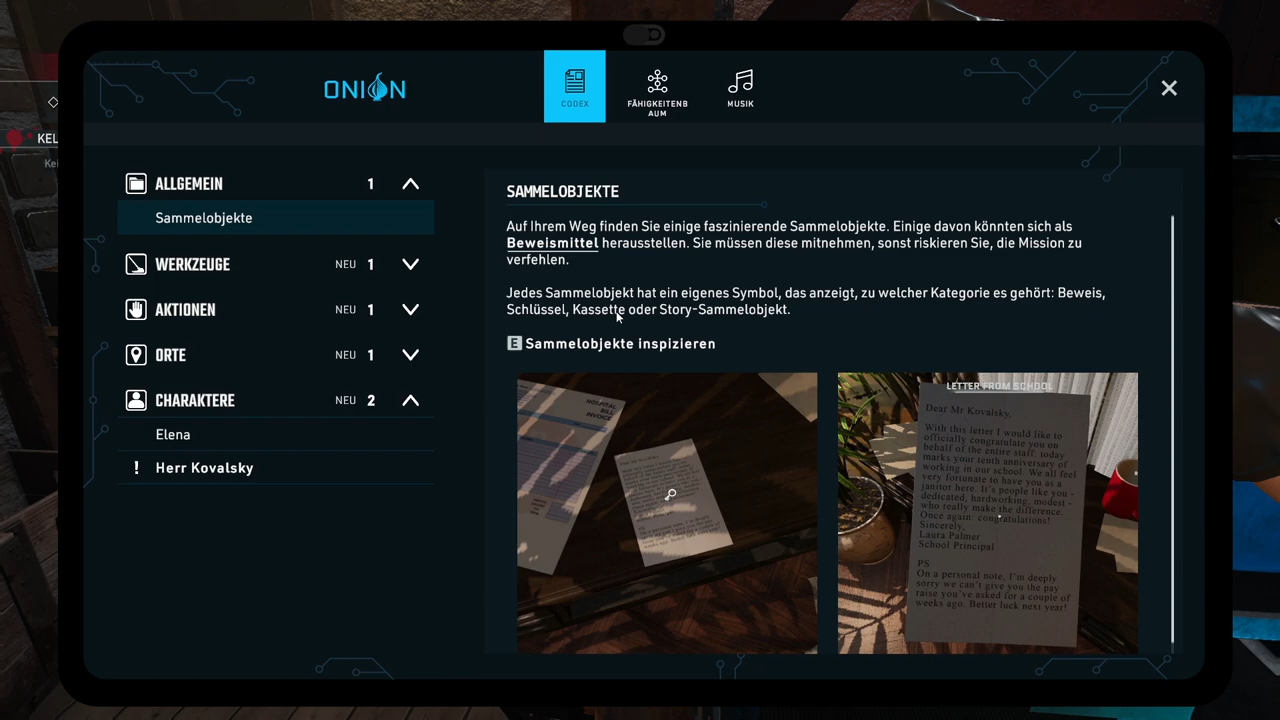 ONION
CODEX
FÄHIGKEITENB
AUM
MUSIK
KEL
Kei
ALLGEMEIN 1
Sammelobjekte
WERKZEUGE NEU 1
AKTIONEN NEU 1
ORTE NEU 1
CHARAKTERE NEU 2
Elena
! Herr Kovalsky
SAMMELOBJEKTE
Auf Ihrem Weg finden Sie einige faszinierende Sammelobjekte. Einige davon könnten sich als
Beweismittel herausstellen. Sie müssen diese mitnehmen, sonst riskieren Sie, die Mission zu
verfehlen.
Jedes Sammelobjekt hat ein eigenes Symbol, das anzeigt, zu welcher Kategorie es gehört: Beweis,
Schlüssel, Kassette oder Story-Sammelobjekt.
E Sammelobjekte inspizieren
HOSPITAL
BILL
INVOICE
LETTER FROM SCHOOL
Dear Mr Kovalsky,
With this letter I would like to
officially congratulate you on
behalf of the entire staff: today
marks your tenth anniversary of
working in our school. We all feel
very fortunate to have you as a
janitor here. It's people like you -
dedicated, hardworking, modest -
who really make the difference.
Once again: congratulations!
Sincerely,
Laura Palmer
School Principal
PS
On a personal note, I'm deeply
sorry we can't give you the pay
raise you've asked for a couple of
weeks ago. Better luck next year!